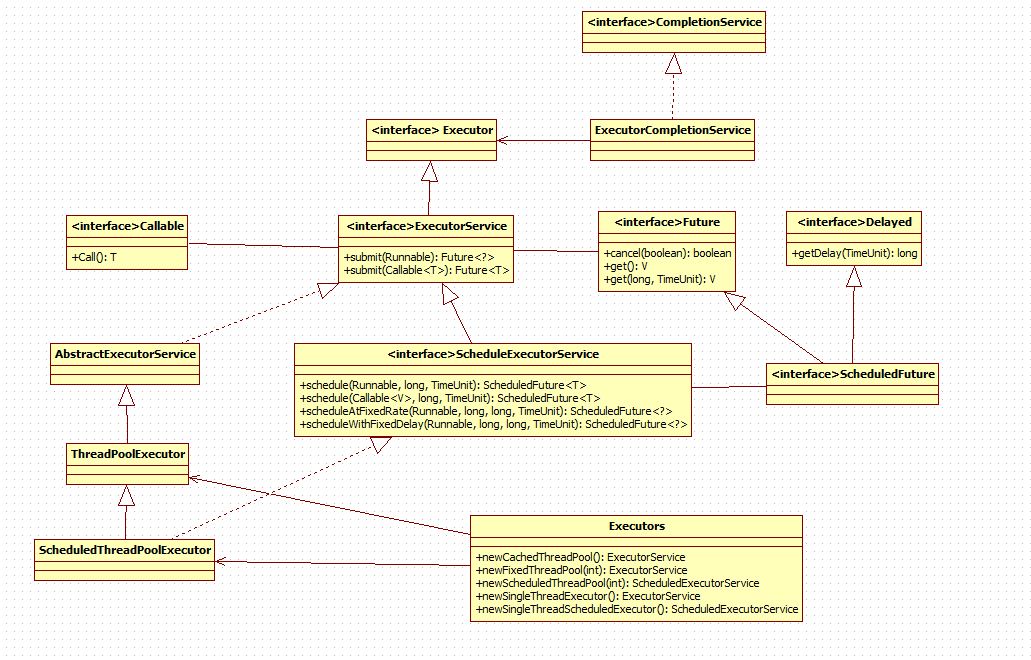 <interface>CompletionService
<interface> Executor
ExecutorCompletionService
<interface>Callable
+Call(): T
<interface>ExecutorService
+submit(Runnable): Future<?>
+submit(Callable<T>): Future<T>
<interface>Future
+cancel(boolean): boolean
+get(): V
+get(long, TimeUnit): V
<interface>Delayed
+getDelay(TimeUnit): long
AbstractExecutorService
<interface>ScheduleExecutorService
+schedule(Runnable, long, TimeUnit): ScheduledFuture<T>
+schedule(Callable<V>, long, TimeUnit): ScheduledFuture<T>
+scheduleAtFixedRate(Runnable, long, long, TimeUnit): ScheduledFuture<?>
+scheduleWithFixedDelay(Runnable, long, long, TimeUnit): ScheduledFuture<?>
<interface>ScheduledFuture
ThreadPoolExecutor
ScheduledThreadPoolExecutor
Executors
+newCachedThreadPool(): ExecutorService
+newFixedThreadPool(int): ExecutorService
+newScheduledThreadPool(int): ScheduledExecutorService
+newSingleThreadExecutor(): ExecutorService
+newSingleThreadScheduledExecutor(): ScheduledExecutorService